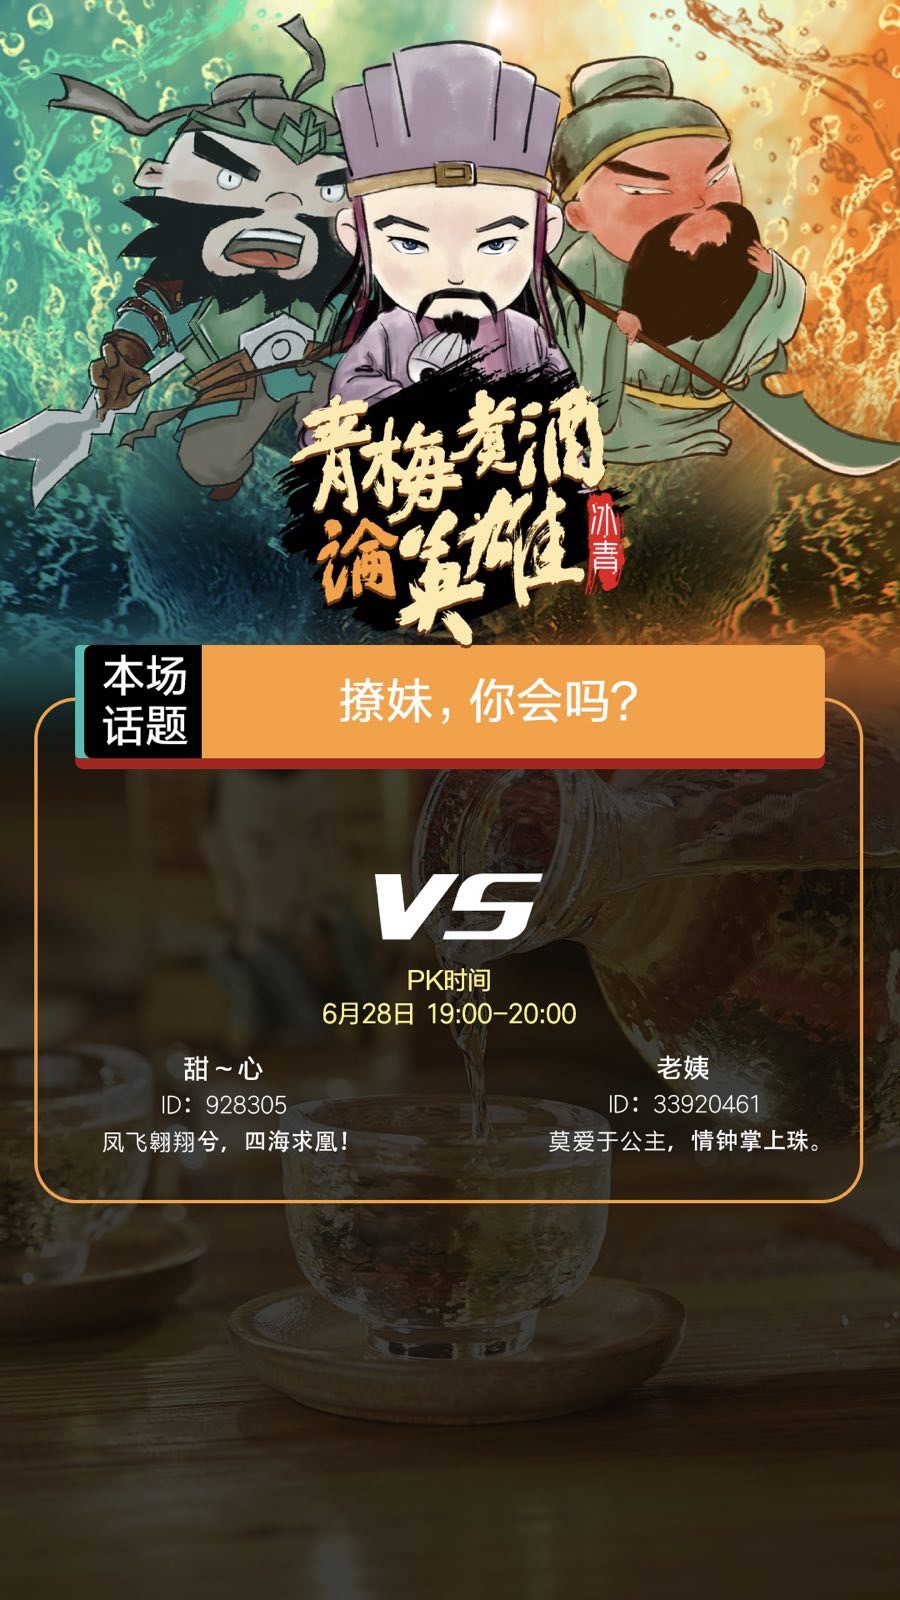 青梅煮酒
论英雄
冰青
本场
话题
撩妹，你会吗？
VS
PK时间
6月28日 19:00-20:00
甜～心
ID：928305
凤飞翱翔兮，四海求凰！
老姨
ID：33920461
莫爱于公主，情钟掌上珠。